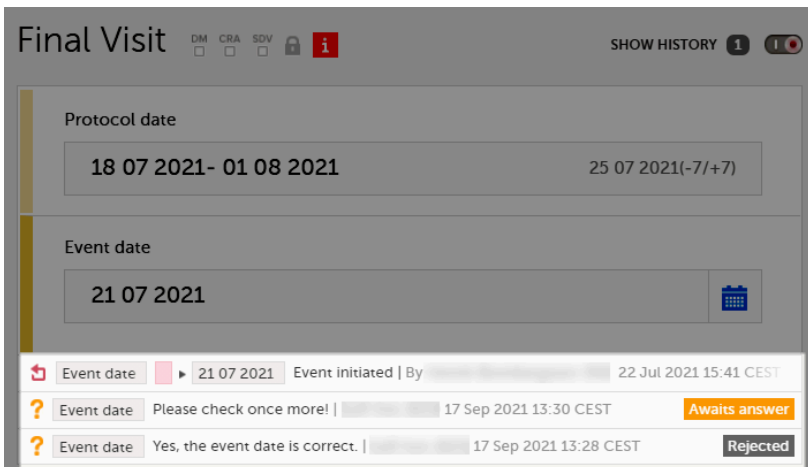 Final Visit DM CRA SDV i SHOW HISTORY 1
Protocol date
18 07 2021- 01 08 2021 25 07 2021(-7/+7)
Event date
21 07 2021
Event date ▸ 21 07 2021 Event initiated | By 22 Jul 2021 15:41 CEST
? Event date Please check once more! | 17 Sep 2021 13:30 CEST Awaits answer
? Event date Yes, the event date is correct. | 17 Sep 2021 13:28 CEST Rejected